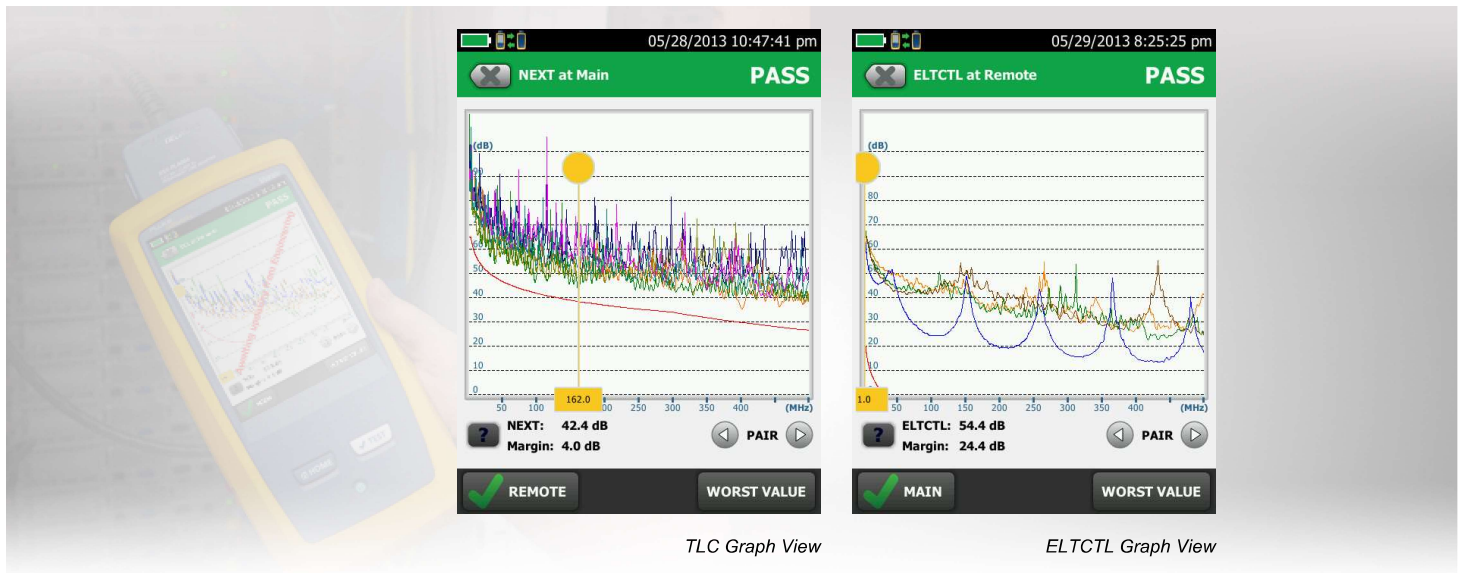 05/28/2013 10:47:41 pm
NEXT at Main PASS
(dB)
90
60
50
40
30
20
10
0
50 100 162.0 200 250 300 350 400 (MHz)
NEXT: 42.4 dB
Margin: 4.0 dB
? PAIR
REMOTE WORST VALUE
TLC Graph View
05/29/2013 8:25:25 pm
ELTCTL at Remote PASS
(dB)
80
70
60
50
40
30
20
10
1.0 50 100 150 200 250 300 350 400 (MHz)
ELTCTL: 54.4 dB
Margin: 24.4 dB
? PAIR
MAIN WORST VALUE
ELTCTL Graph View
PASS
HOME
TEST